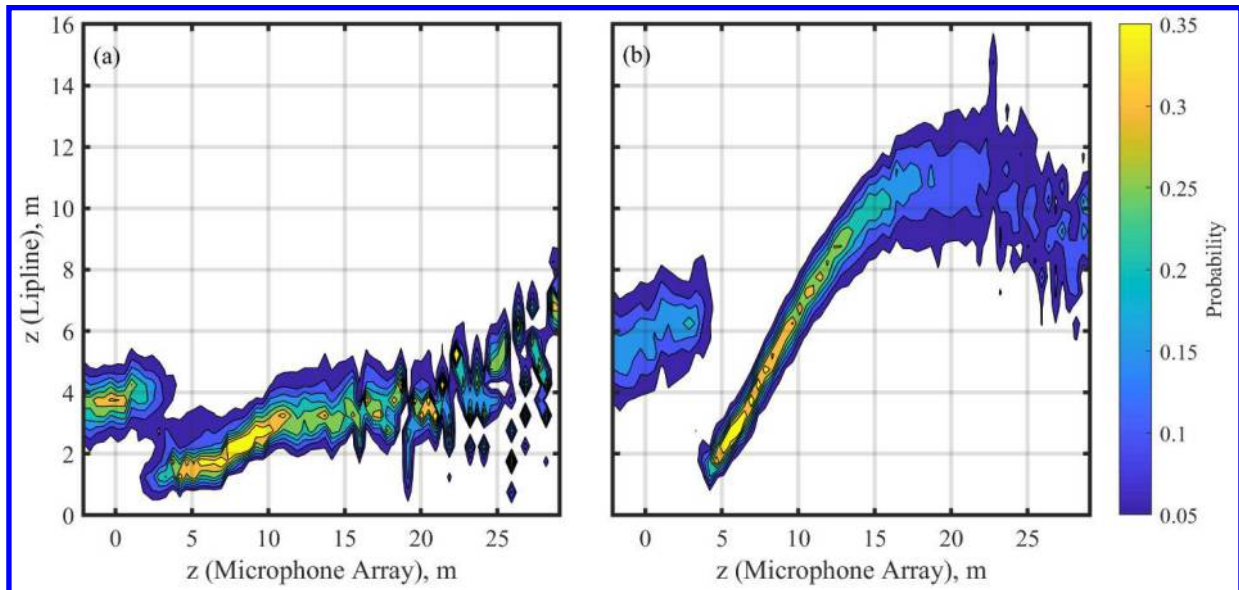 (a)
(b)
16
14
12
10
8
6
4
2
0
z (Lipline), m
0 5 10 15 20 25
z (Microphone Array), m
0 5 10 15 20 25
z (Microphone Array), m
0.35
0.3
0.25
0.2
0.15
0.1
0.05
Probability